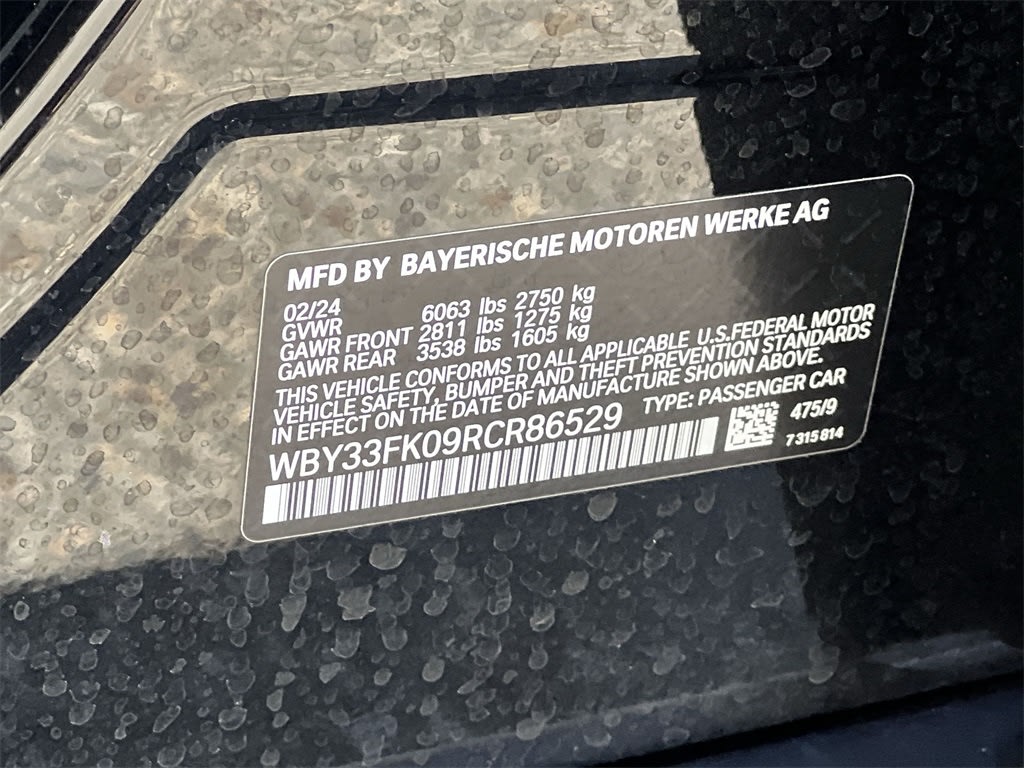 MFD BY BAYERISCHE MOTOREN WERKE AG
02/24
GVWR 6063 lbs 2750 kg
GAWR FRONT 2811 lbs 1275 kg
GAWR REAR 3538 lbs 1605 kg
THIS VEHICLE CONFORMS TO ALL APPLICABLE U.S.FEDERAL MOTOR
VEHICLE SAFETY, BUMPER AND THEFT PREVENTION STANDARDS
IN EFFECT ON THE DATE OF MANUFACTURE SHOWN ABOVE.
WBY33FK09RCR86529 TYPE: PASSENGER CAR
475/9
7 315 814